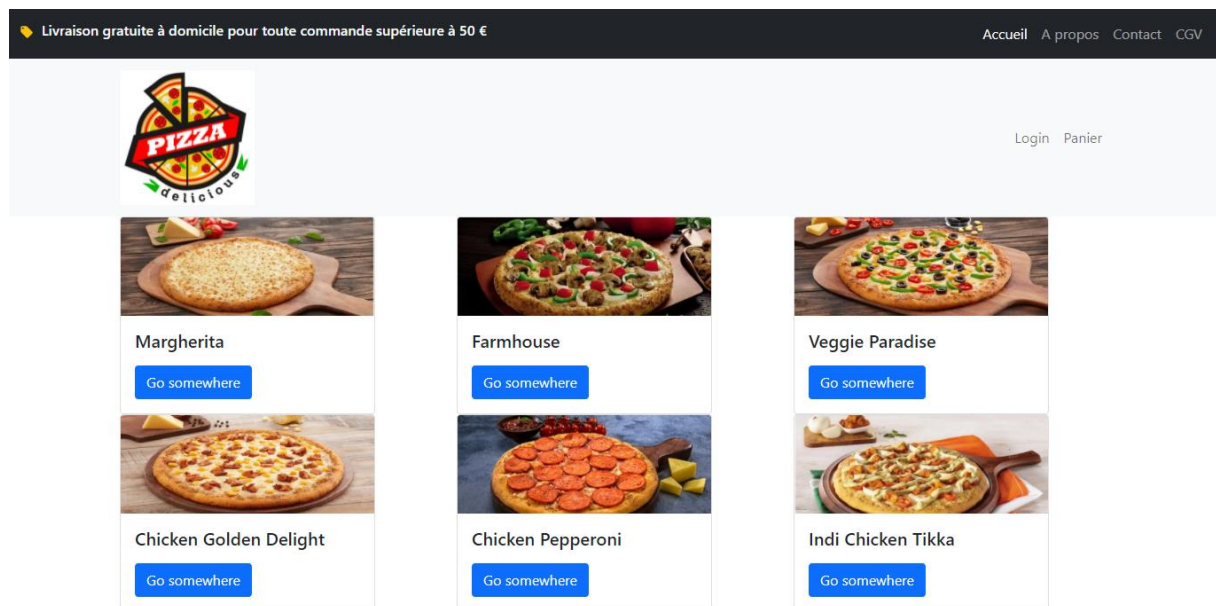 Livraison gratuite à domicile pour toute commande supérieure à 50 €
Accueil A propos Contact CGV
PIZZA
delicious
Login Panier
Margherita
Farmhouse
Veggie Paradise
Go somewhere
Go somewhere
Go somewhere
Chicken Golden Delight
Chicken Pepperoni
Indi Chicken Tikka
Go somewhere
Go somewhere
Go somewhere